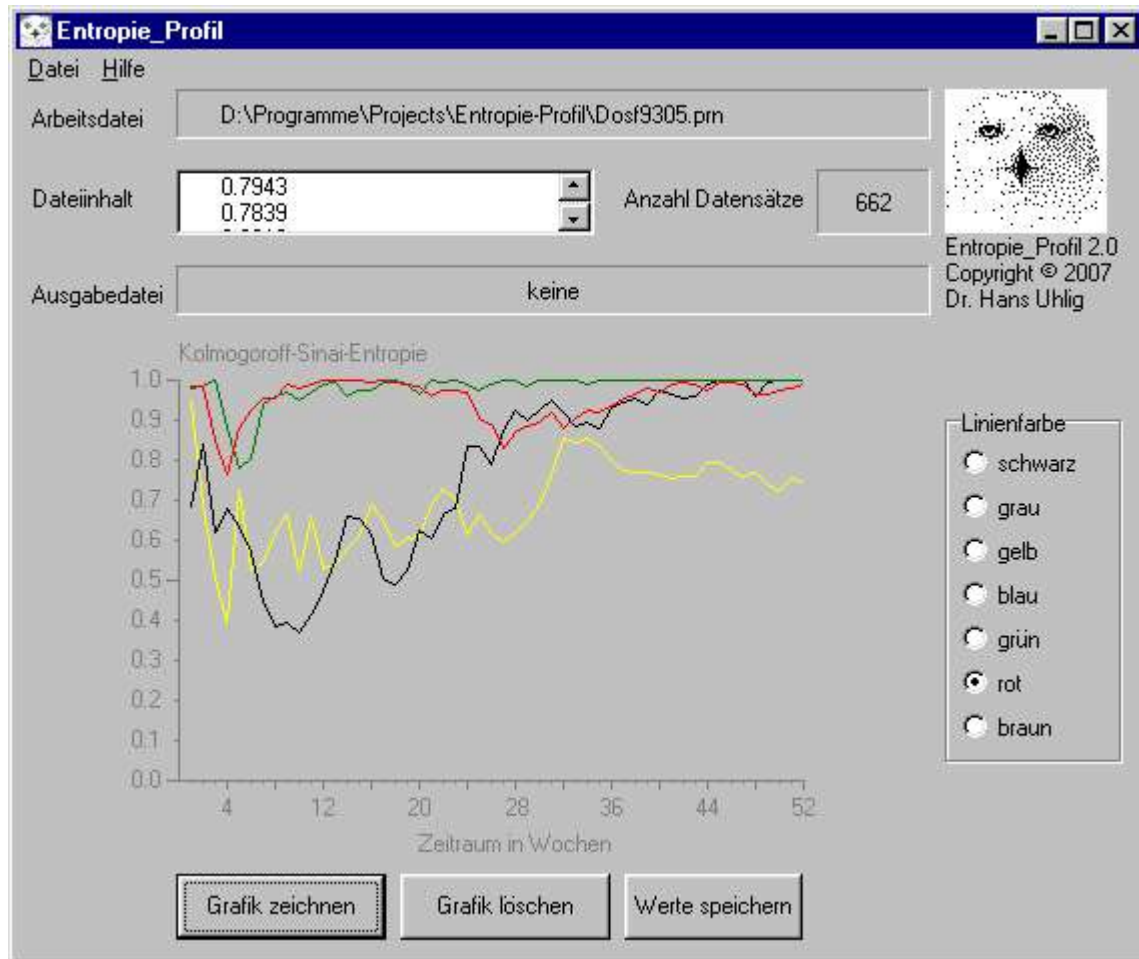 Entropie_Profil
Datei Hilfe
Arbeitsdatei
D:\Programme\Projects\Entropie-Profil\Dosf9305.prn
Dateiinhalt
0.7943
0.7839
Anzahl Datensätze
662
Entropie_Profil 2.0
Copyright © 2007
Dr. Hans Uhlig
Ausgabedatei
keine
Kolmogoroff-Sinai-Entropie
1.0
0.9
0.8
0.7
0.6
0.5
0.4
0.3
0.2
0.1
0.0
4 12 20 28 36 44 52
Zeitraum in Wochen
Linienfarbe
schwarz
grau
gelb
blau
grün
rot
braun
Grafik zeichnen
Grafik löschen
Werte speichern